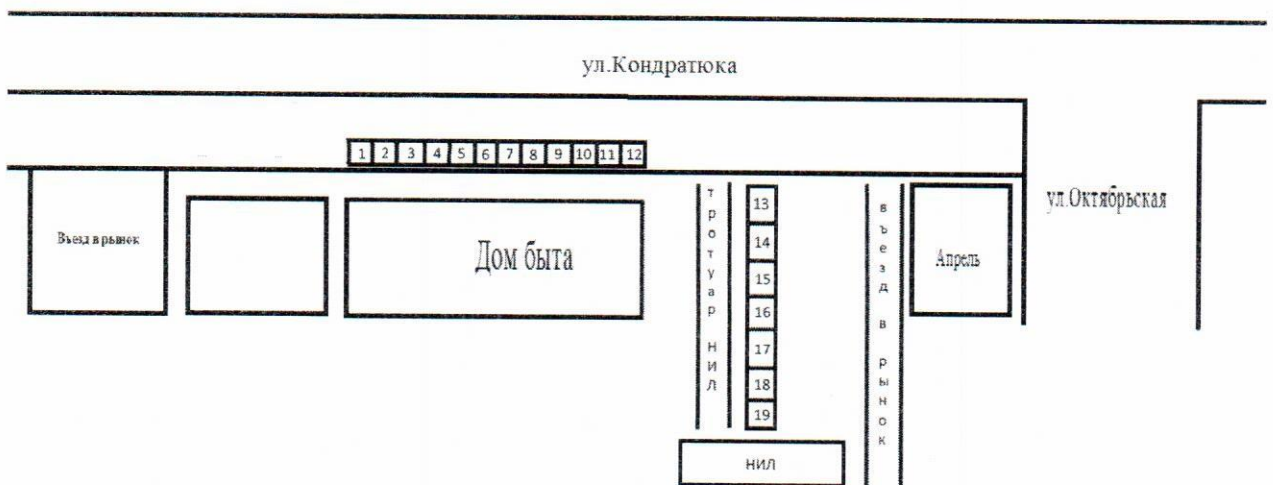 ул.Кондратюка
1 2 3 4 5 6 7 8 9 10 11 12
Въезд в рынок
Дом быта
тротуар НИЛ
13
14
15
16
17
18
19
въезд в рынок
Апрель
ул.Октябрьская
НИЛ